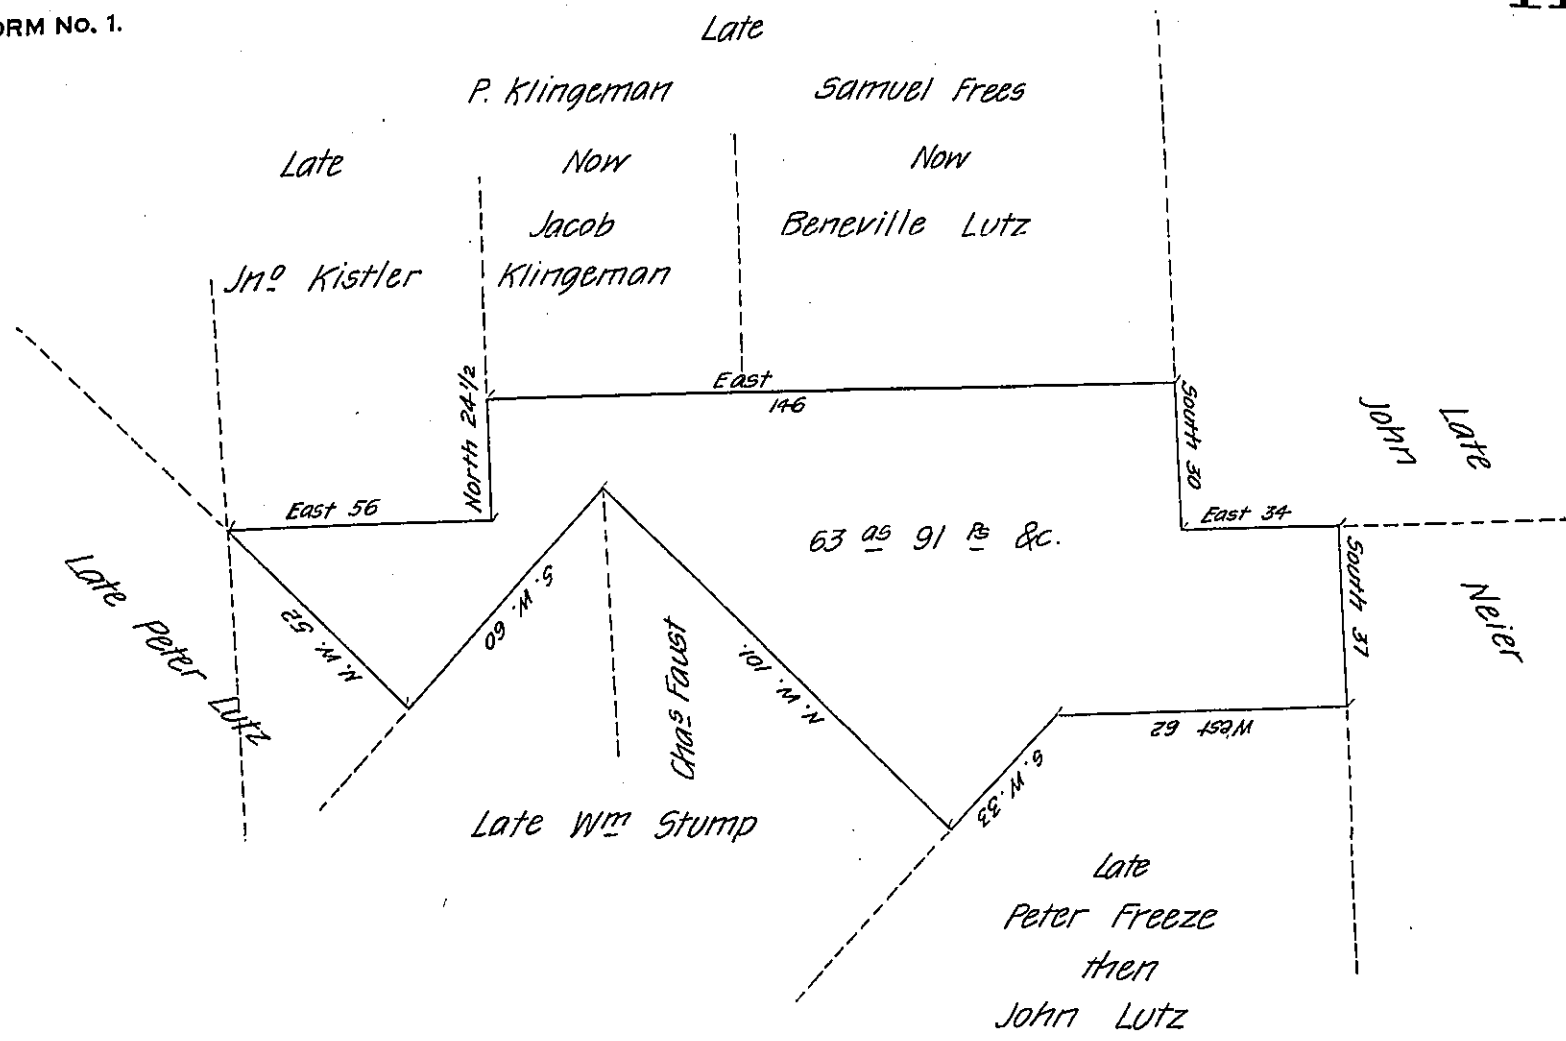 ORM No. 1.
Late
P. Klingeman
Samuel Frees
Late
Now
Now
Jacob
Beneville Lutz
Jnº Kistler
Klingeman
North 24 1/2
East
146
South 30
Late
John
East 56
63 as 91 Ps &c.
East 34
South 37
Neier
Late Peter Lutz
N. W. 52
S. W. 60
Chas Faust
N. W. 101.
West 62
S. W. 33
Late Wm Stump
Late
Peter Freeze
then
John Lutz